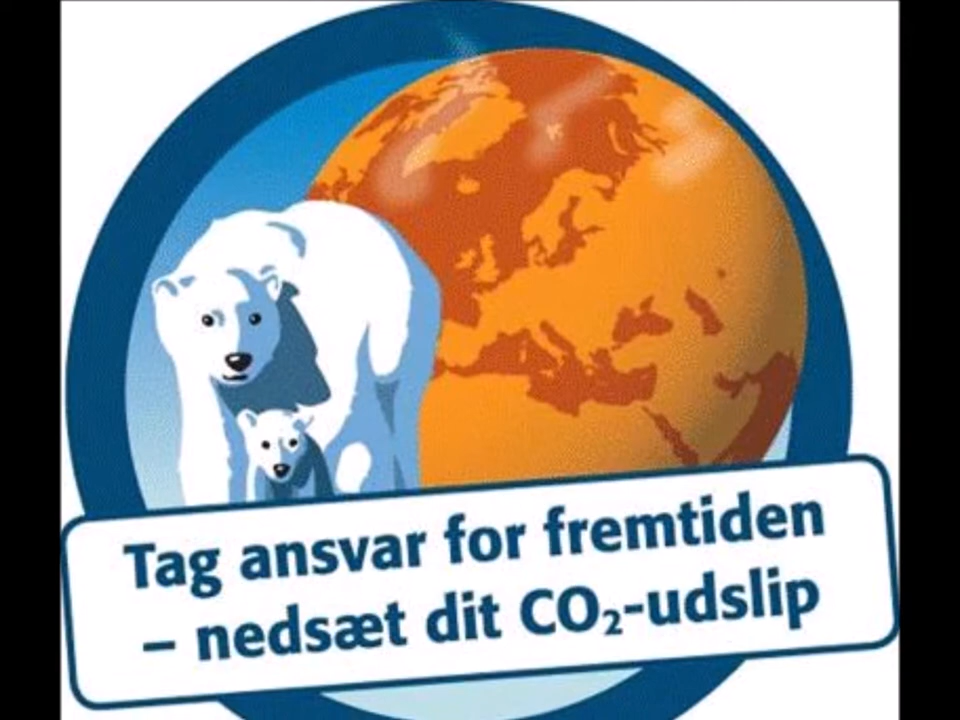 Tag ansvar for fremtiden
– nedsæt dit CO₂-udslip